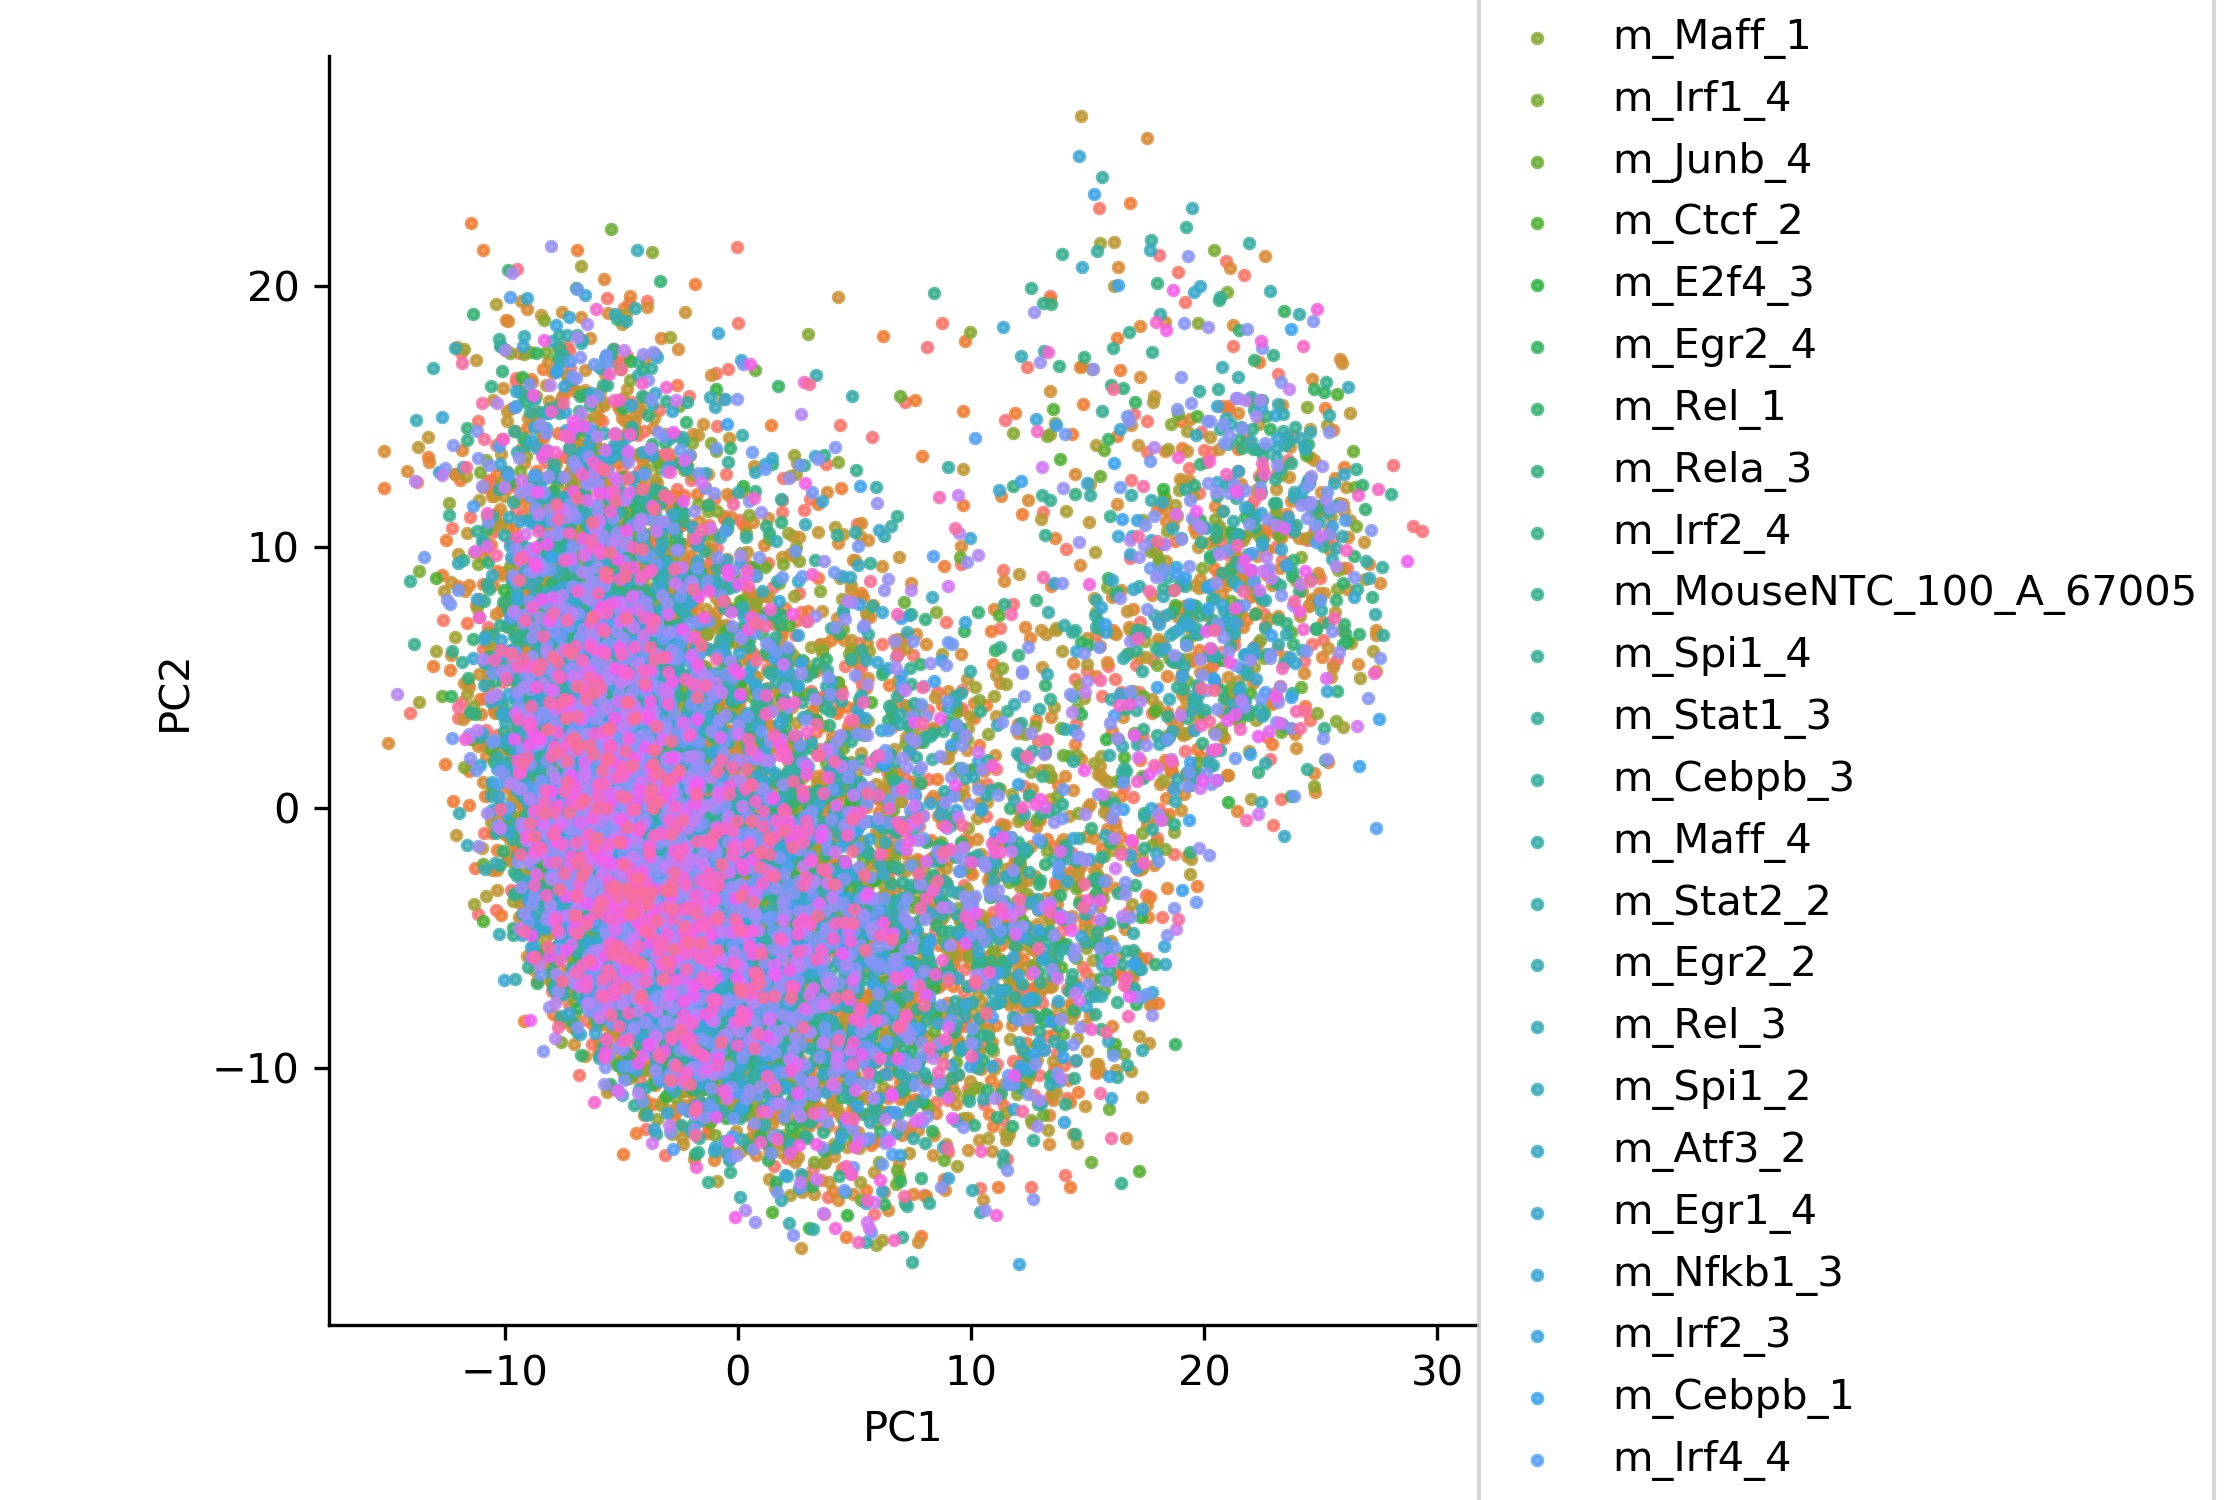 20
10
0
−10
−10 0 10 20 30
PC1
PC2
m_Maff_1
m_Irf1_4
m_Junb_4
m_Ctcf_2
m_E2f4_3
m_Egr2_4
m_Rel_1
m_Rela_3
m_Irf2_4
m_MouseNTC_100_A_67005
m_Spi1_4
m_Stat1_3
m_Cebpb_3
m_Maff_4
m_Stat2_2
m_Egr2_2
m_Rel_3
m_Spi1_2
m_Atf3_2
m_Egr1_4
m_Nfkb1_3
m_Irf2_3
m_Cebpb_1
m_Irf4_4